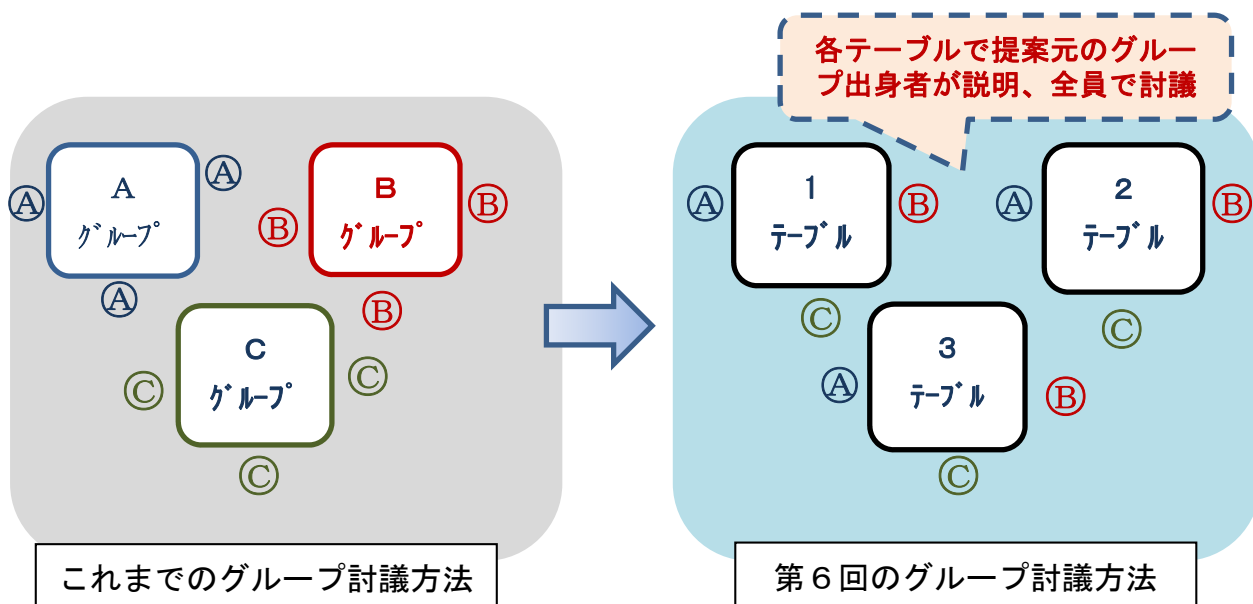 各テーブルで提案元のグルー
プ出身者が説明、全員で討議
A
ｸﾞﾙｰﾌﾟ
Ⓐ
Ⓐ
Ⓐ
B
ｸﾞﾙｰﾌﾟ
Ⓑ
Ⓑ
Ⓑ
C
ｸﾞﾙｰﾌﾟ
Ⓒ
Ⓒ
Ⓒ
これまでのグループ討議方法
1
ﾃｰﾌﾞﾙ
Ⓐ
Ⓑ
Ⓒ
2
ﾃｰﾌﾞﾙ
Ⓐ
Ⓑ
Ⓒ
3
ﾃｰﾌﾞﾙ
Ⓐ
Ⓑ
Ⓒ
第６回のグループ討議方法